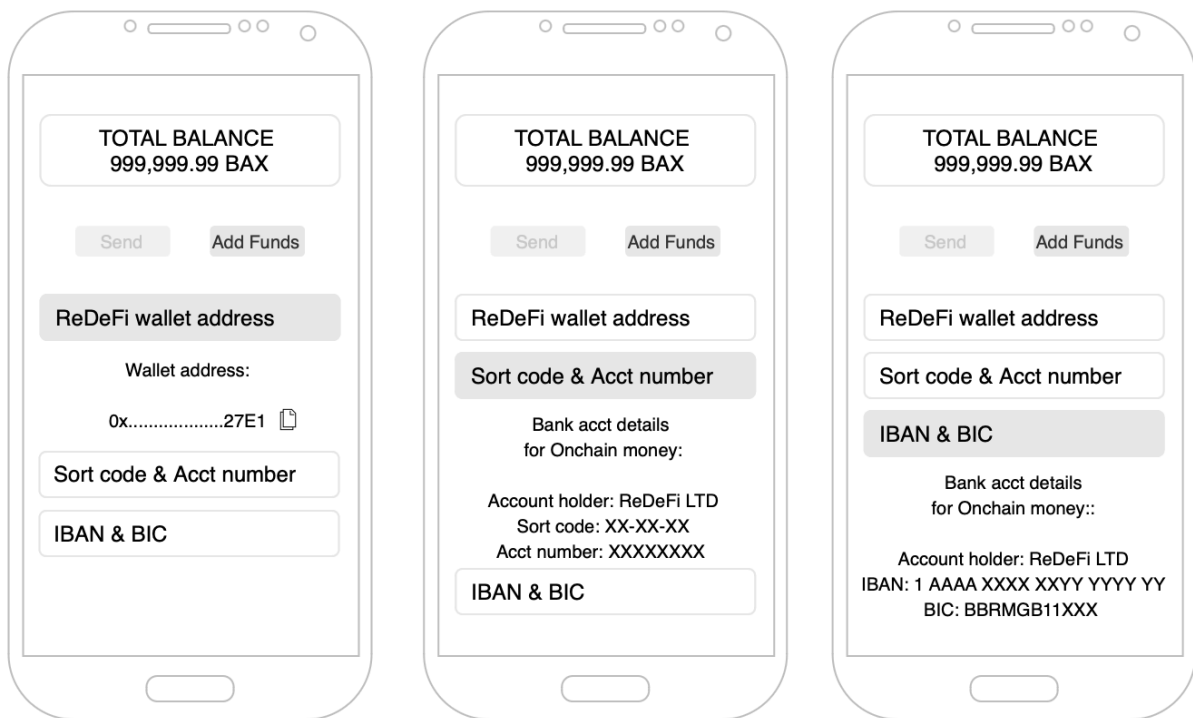 TOTAL BALANCE
999,999.99 BAX
Send
Add Funds
ReDeFi wallet address
Wallet address:
0x...................27E1
Sort code & Acct number
IBAN & BIC
TOTAL BALANCE
999,999.99 BAX
Send
Add Funds
ReDeFi wallet address
Sort code & Acct number
Bank acct details
for Onchain money:
Account holder: ReDeFi LTD
Sort code: XX-XX-XX
Acct number: XXXXXXXX
IBAN & BIC
TOTAL BALANCE
999,999.99 BAX
Send
Add Funds
ReDeFi wallet address
Sort code & Acct number
IBAN & BIC
Bank acct details
for Onchain money::
Account holder: ReDeFi LTD
IBAN: 1 AAAA XXXX XXYY YYYY YY
BIC: BBRMGB11XXX